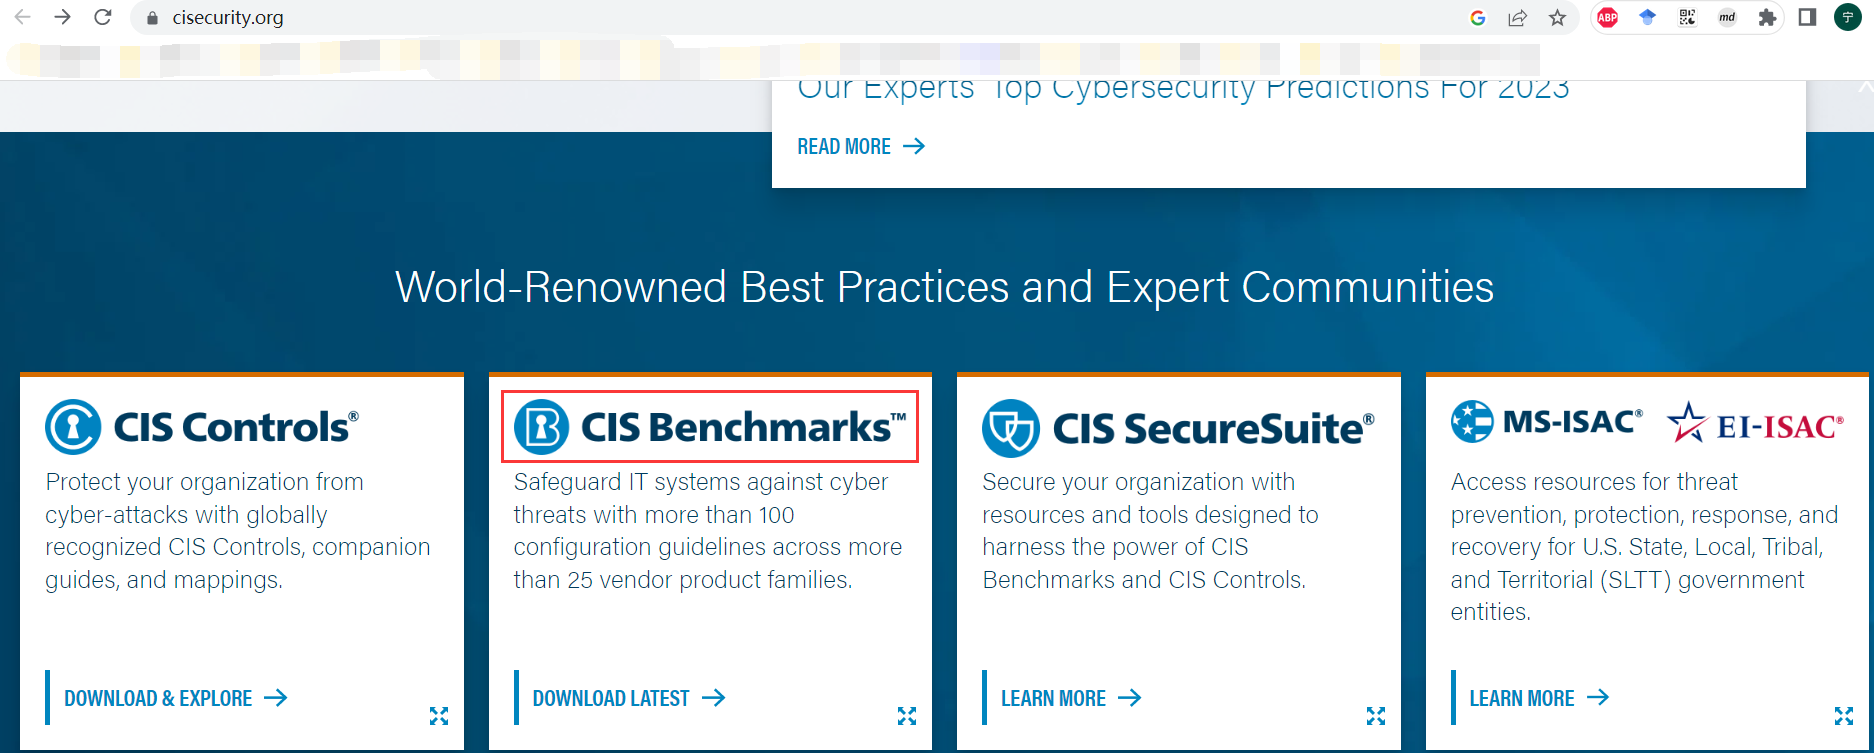 cisecurity.org
ABP
md
宁
Our Experts' Top Cybersecurity Predictions For 2023
READ MORE
World-Renowned Best Practices and Expert Communities
CIS Controls®
Protect your organization from
cyber-attacks with globally
recognized CIS Controls, companion
guides, and mappings.
DOWNLOAD & EXPLORE
CIS Benchmarks™
Safeguard IT systems against cyber
threats with more than 100
configuration guidelines across more
than 25 vendor product families.
DOWNLOAD LATEST
CIS SecureSuite®
Secure your organization with
resources and tools designed to
harness the power of CIS
Benchmarks and CIS Controls.
LEARN MORE
MS-ISAC® EI-ISAC®
Access resources for threat
prevention, protection, response, and
recovery for U.S. State, Local, Tribal,
and Territorial (SLTT) government
entities.
LEARN MORE